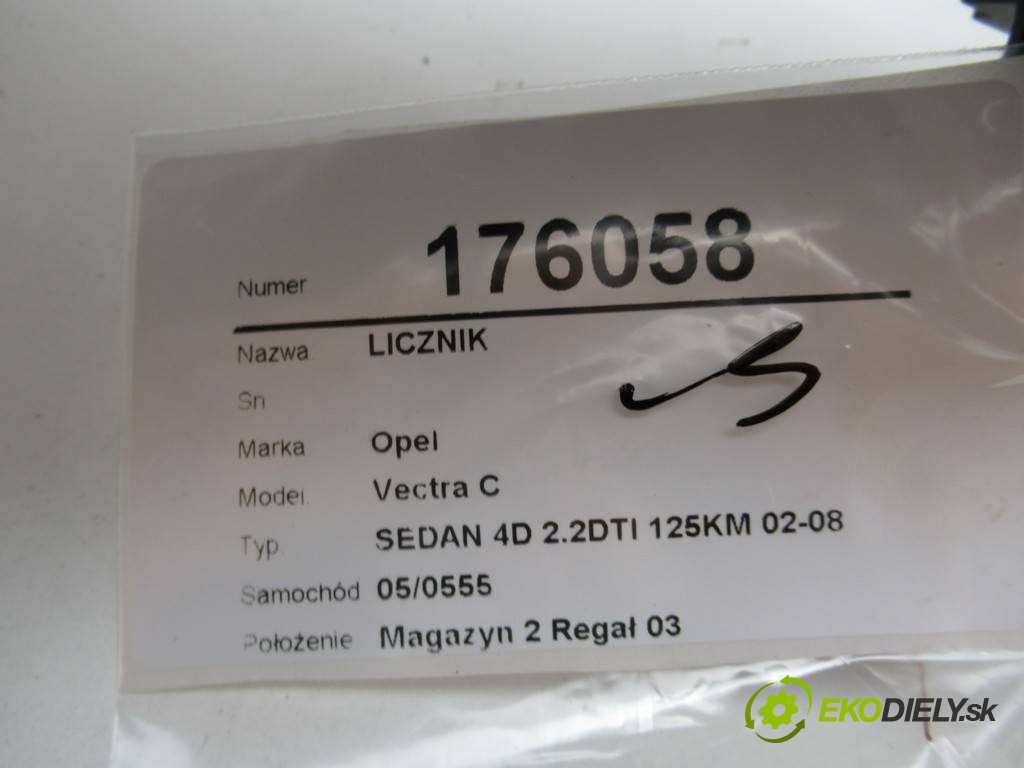 Numer 176058
Nazwa LICZNIK
Sn
Marka Opel
Model Vectra C
Typ SEDAN 4D 2.2DTI 125KM 02-08
Samochód 05/0555
Położenie Magazyn 2 Regał 03
EKODIELY.sk